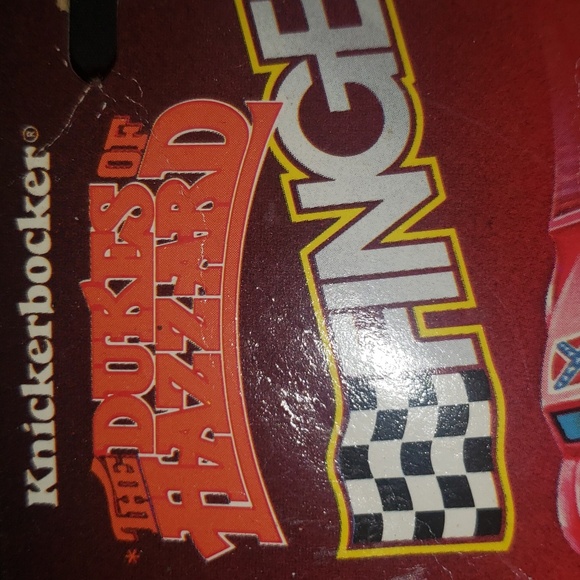 Knickerbocker®
*THE DUKES OF
HAZZARD
FINGE